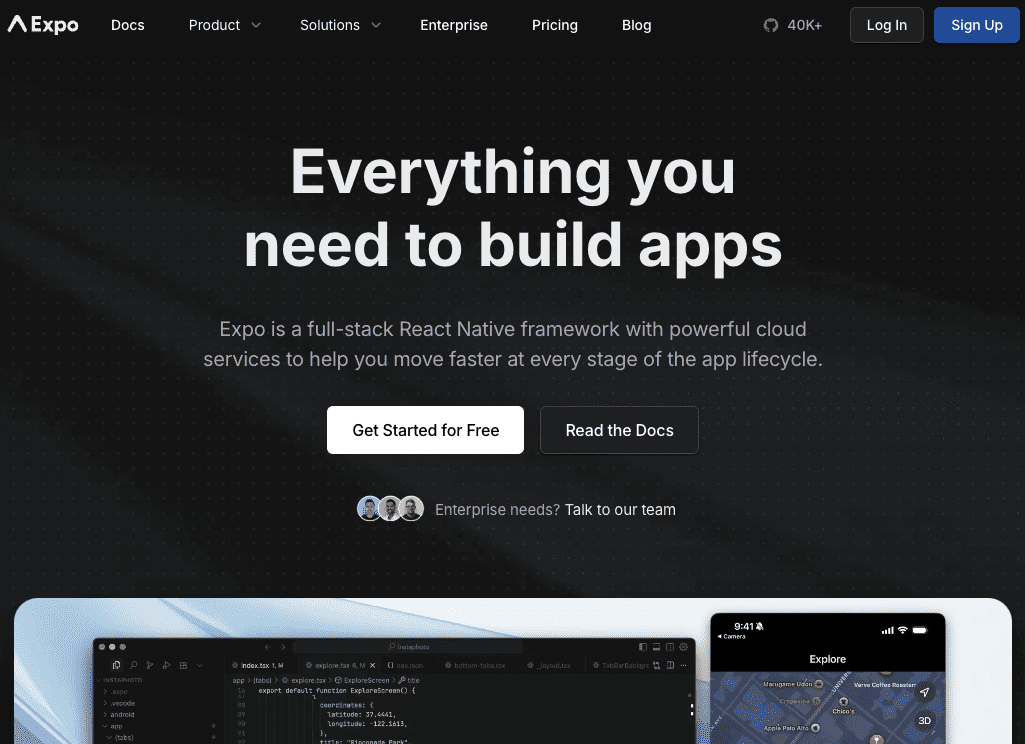 Expo
Docs
Product
Solutions
Enterprise
Pricing
Blog
40K+
Log In
Sign Up
Everything you
need to build apps
Expo is a full-stack React Native framework with powerful cloud
services to help you move faster at every stage of the app lifecycle.
Get Started for Free
Read the Docs
Enterprise needs? Talk to our team
instaphoto
index.tsx 1, M
explore.tsx 6, M
oas.json
bottom-tabs.tsx
_layout.tsx
TabBarBackgr
INSTAPHOTO
.expo
.vscode
android
app
(tabs)
app > (tabs) > explore.tsx > ExploreScreen > title
16 export default function ExploreScreen() {
coordinates: {
latitude: 37.4441,
longitude: -122.1613,
},
title: "Rinconada Park",
9:41
Camera
Explore
Marugame Udon
Verve Coffee Roasters
Chico's
Apple Palo Alto
3D